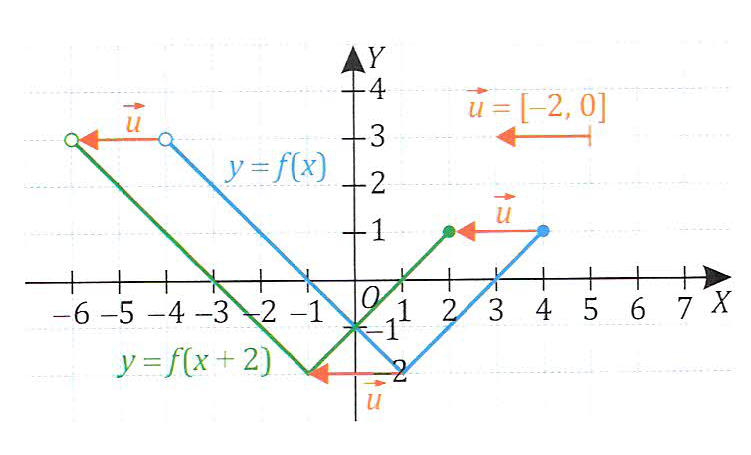 Y
4
u⃗
u⃗ = [−2, 0]
3
y = f(x)
2
u⃗
1
O
−6 −5 −4 −3 −2 −1 1 2 3 4 5 6 7 X
−1
y = f(x + 2)
2
u⃗